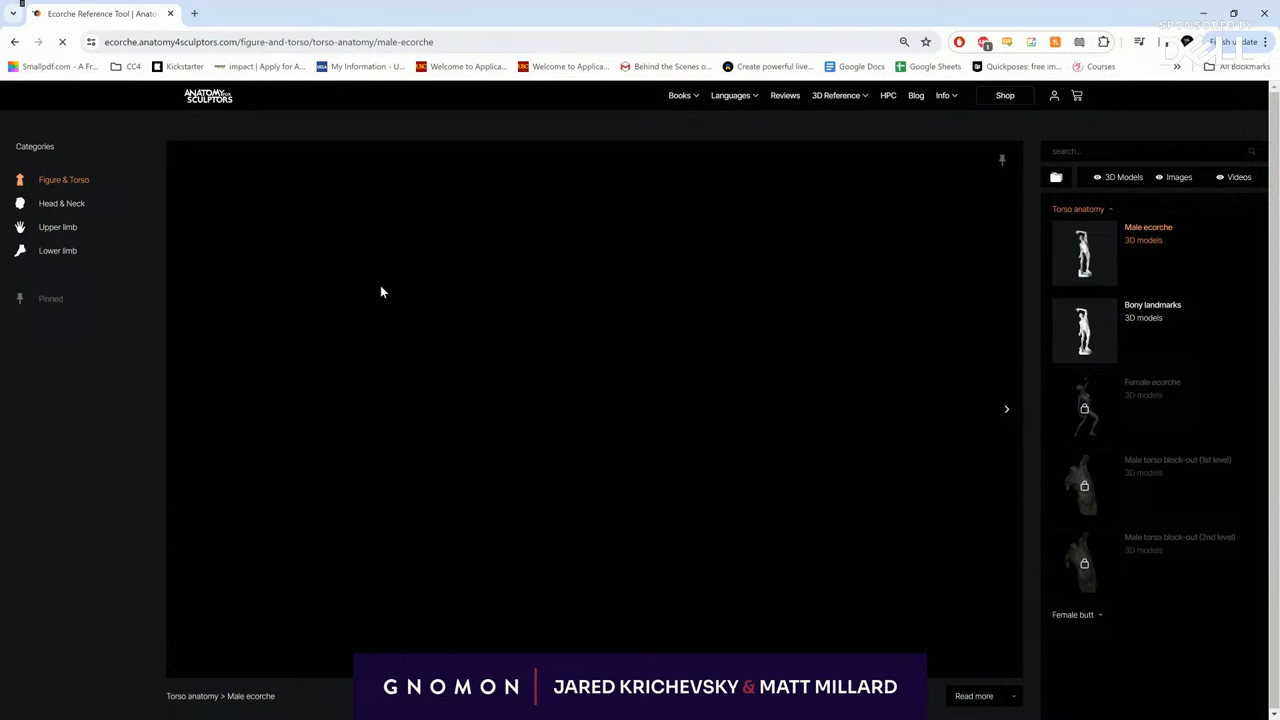 Ecorche Reference Tool | Anato
SPONSORED BY
DELL
ecorche.anatomy4sculptors.com/figure-and-torso/torso-anatomy/male-ecorche
1
Finish update
Smallpdf.com - A Fr...
CC4
Kickstarter
impact | Apply for A...
My Information - U...
Welcome to Applica...
Welcome to Applica...
Behind the Scenes o...
Create powerful live...
Google Docs
Google Sheets
Quickposes: free im...
Courses
All Bookmarks
ANATOMY FOR
SCULPTORS
Books
Languages
Reviews
3D Reference
HPC
Blog
Info
Shop
Categories
Figure & Torso
Head & Neck
Upper limb
Lower limb
Pinned
search...
3D Models
Images
Videos
Torso anatomy
Male ecorche
3D models
Bony landmarks
3D models
Female ecorche
3D models
Male torso block-out (1st level)
3D models
Male torso block-out (2nd level)
3D models
Female butt
Torso anatomy > Male ecorche
Read more
GNOMON | JARED KRICHEVSKY & MATT MILLARD